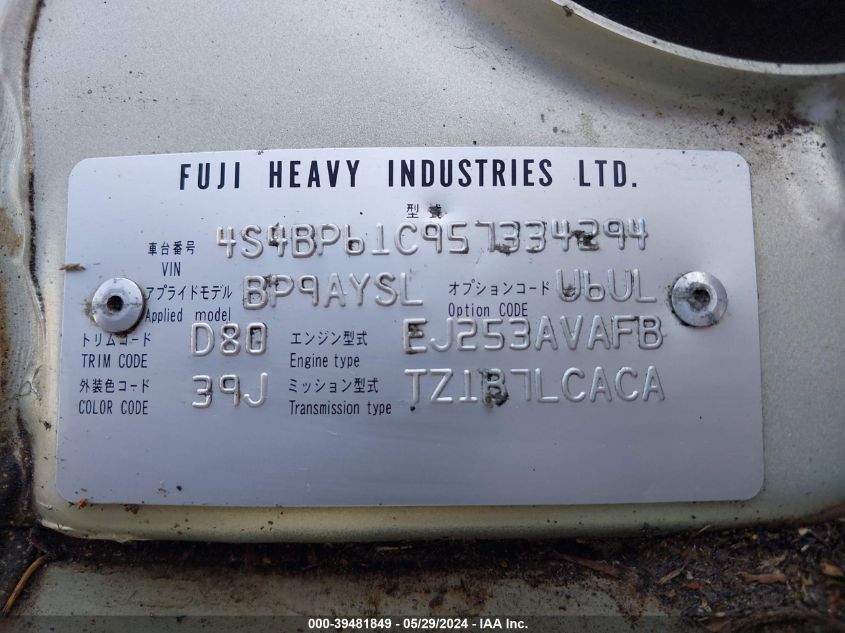 FUJI HEAVY INDUSTRIES LTD.
型式
車台番号 VIN 4S4BP61C957334294
アプライドモデル Applied model BP9AYSL オプションコード Option CODE U6UL
トリムコード TRIM CODE D80 エンジン型式 Engine type EJ253AVAFB
外装色コード COLOR CODE 39J ミッション型式 Transmission type TZ1B7LCACA
000-39481849 — 05/29/2024 — IAA Inc.